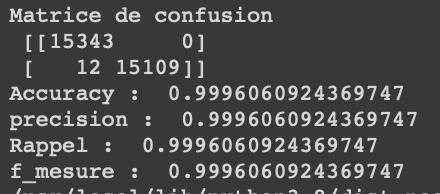 Matrice de confusion
[[15343 0]
[ 12 15109]]
Accuracy : 0.9996060924369747
precision : 0.9996060924369747
Rappel : 0.9996060924369747
f_mesure : 0.9996060924369747